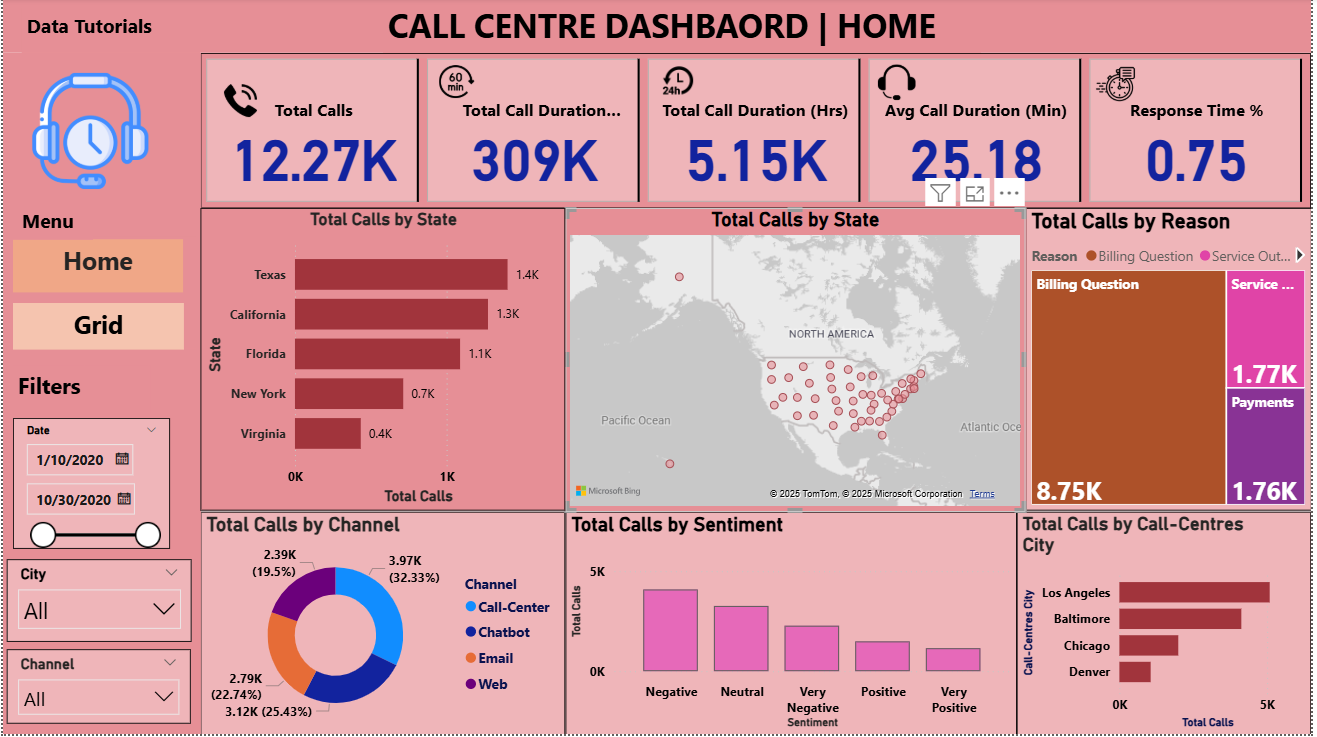 Data Tutorials
CALL CENTRE DASHBAORD | HOME
Total Calls
12.27K
60
min
Total Call Duration...
309K
24h
Total Call Duration (Hrs)
5.15K
Avg Call Duration (Min)
25.18
Response Time %
0.75
Menu
Home
Grid
Filters
Date
1/10/2020
10/30/2020
City
All
Channel
All
Total Calls by State
State
Texas
1.4K
California
1.3K
Florida
1.1K
New York
0.7K
Virginia
0.4K
0K
1K
Total Calls
Total Calls by State
NORTH AMERICA
Pacific Ocean
Atlantic Oce
Microsoft Bing
© 2025 TomTom, © 2025 Microsoft Corporation Terms
Total Calls by Reason
Reason Billing Question Service Out...
Billing Question
8.75K
Service ...
1.77K
Payments
1.76K
Total Calls by Channel
2.39K
(19.5%)
3.97K
(32.33%)
2.79K
(22.74%)
3.12K (25.43%)
Channel
Call-Center
Chatbot
Email
Web
Total Calls by Sentiment
Total Calls
5K
0K
Negative
Neutral
Very
Negative
Positive
Very
Positive
Sentiment
Total Calls by Call-Centres
City
Call-Centres City
Los Angeles
Baltimore
Chicago
Denver
0K
5K
Total Calls